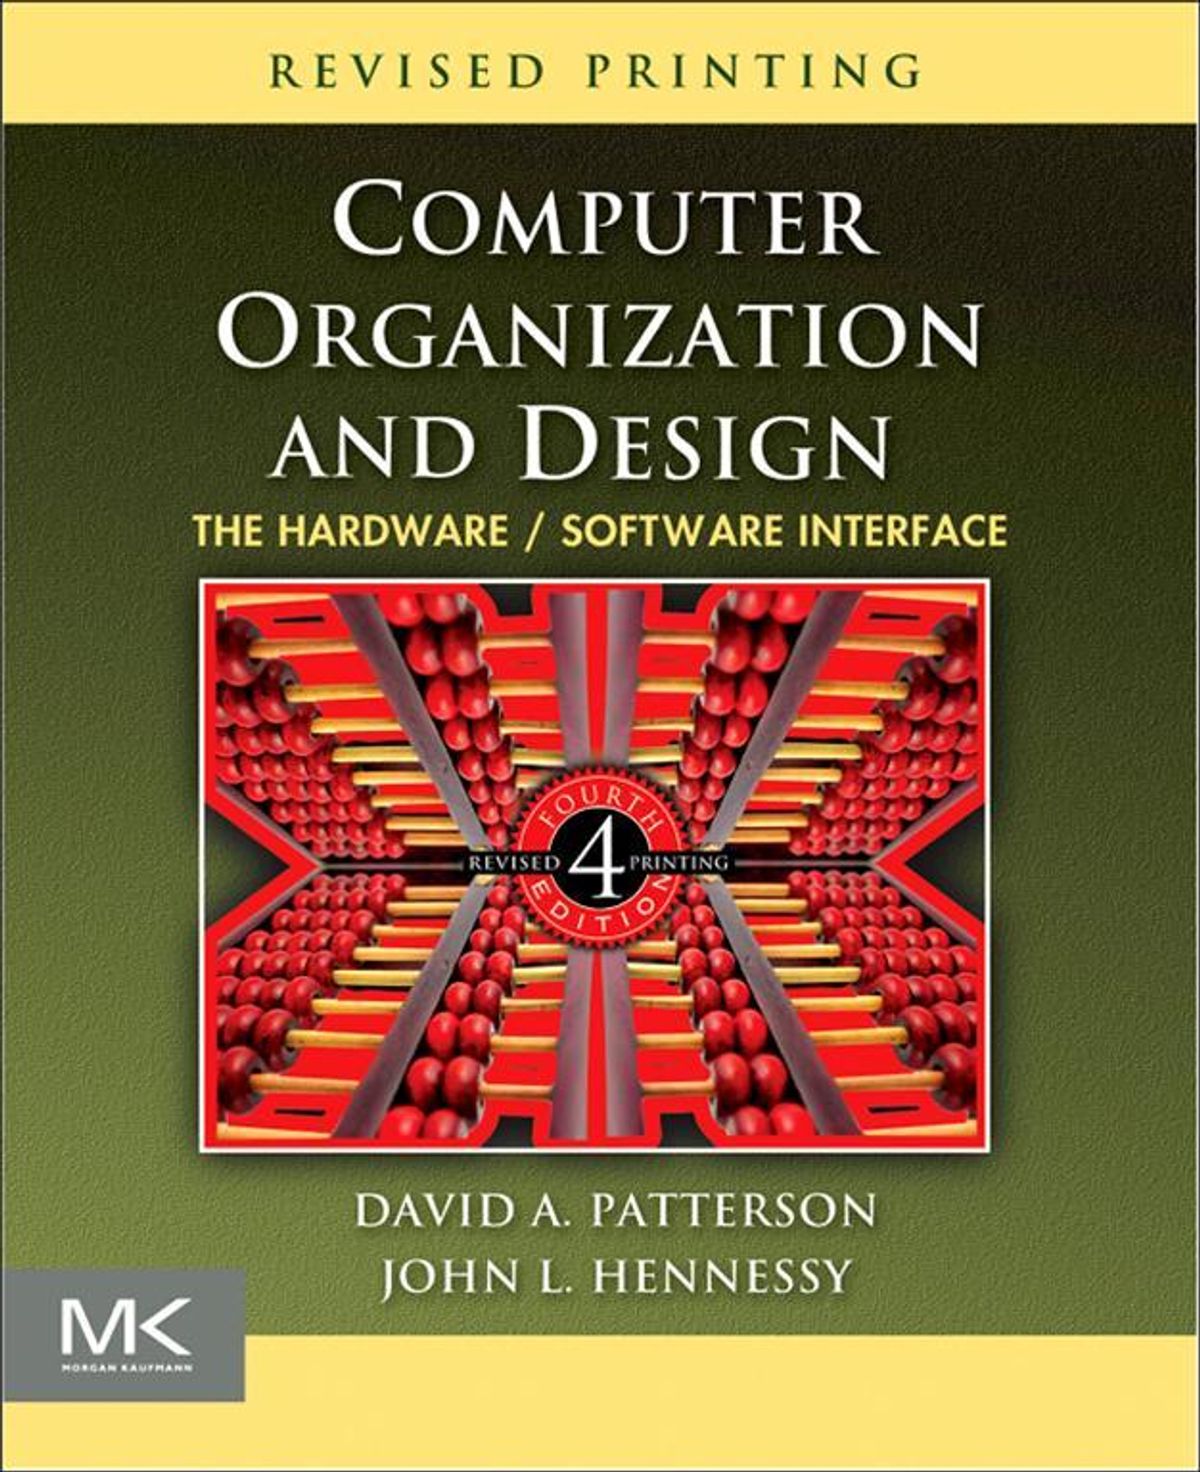 REVISED PRINTING
COMPUTER
ORGANIZATION
AND DESIGN
THE HARDWARE / SOFTWARE INTERFACE
FOURTH
REVISED 4 PRINTING
EDITION
DAVID A. PATTERSON
JOHN L. HENNESSY
MK
MORGAN KAUFMANN